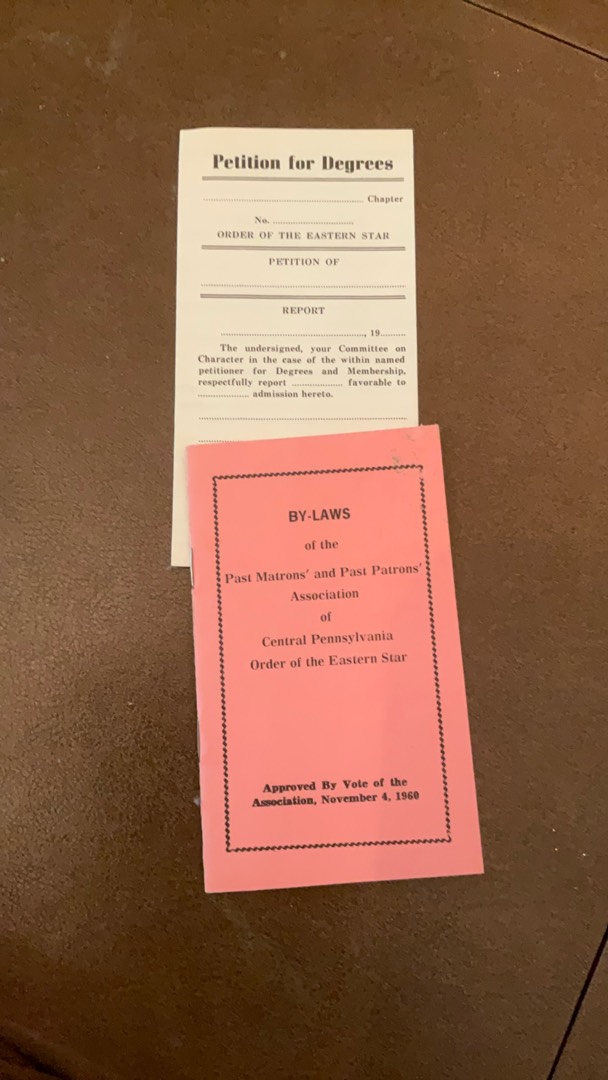 Petition for Degrees
........................................................ Chapter
No. ............................
ORDER OF THE EASTERN STAR
PETITION OF
........................................................................
REPORT
.................................................., 19.........
The undersigned, your Committee on
Character in the case of the within named
petitioner for Degrees and Membership,
respectfully report .................. favorable to
.................. admission hereto.
........................................................................
............
BY-LAWS
of the
Past Matrons' and Past Patrons'
Association
of
Central Pennsylvania
Order of the Eastern Star
Approved By Vote of the
Association, November 4, 1960